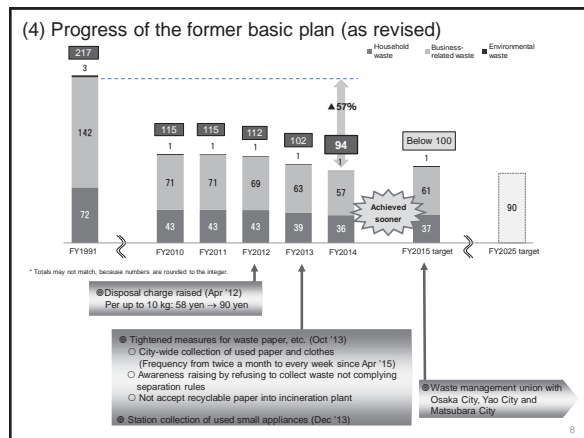 (4) Progress of the former basic plan (as revised)
Household waste
Business-related waste
Environmental waste
217
3
142
72
115
1
71
43
115
1
71
43
112
1
69
43
102
1
63
39
▲57%
94
1
57
36
Achieved sooner
Below 100
1
61
37
90
FY1991
FY2010
FY2011
FY2012
FY2013
FY2014
FY2015 target
FY2025 target
* Totals may not match, because numbers are rounded to the integer.
◎Disposal charge raised (Apr '12)
Per up to 10 kg: 58 yen → 90 yen
◎ Tightened measures for waste paper, etc. (Oct '13)
○ City-wide collection of used paper and clothes
(Frequency from twice a month to every week since Apr '15)
○ Awareness raising by refusing to collect waste not complying
separation rules
○ Not accept recyclable paper into incineration plant
◎ Station collection of used small appliances (Dec '13)
◎Waste management union with
Osaka City, Yao City and
Matsubara City
8